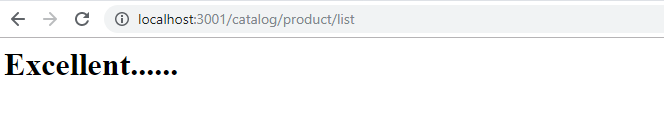 localhost:3001/catalog/product/list
Excellent......